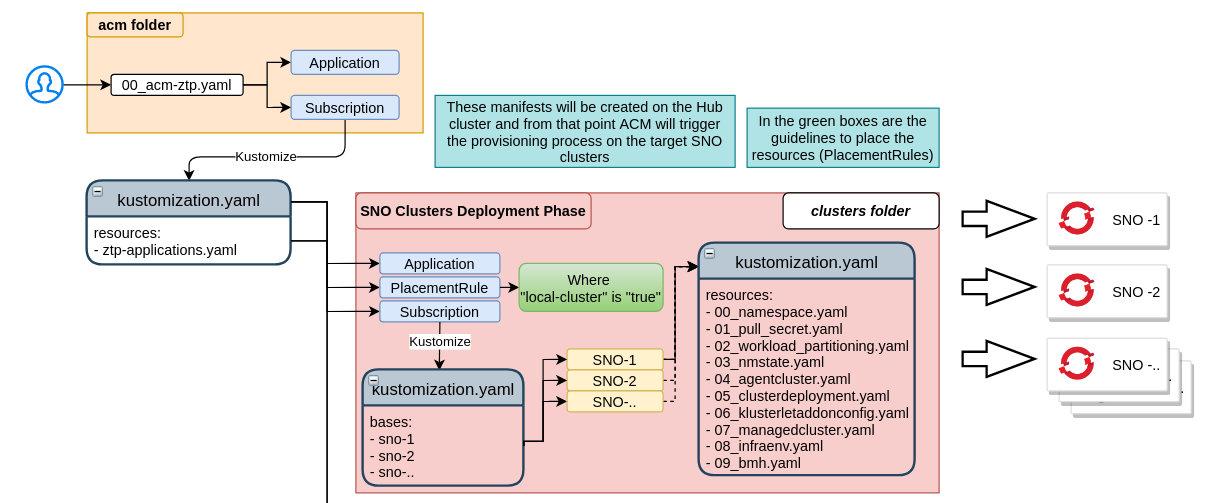 acm folder
00_acm-ztp.yaml
Application
Subscription
Kustomize
These manifests will be created on the Hub
cluster and from that point ACM will trigger
the provisioning process on the target SNO
clusters
In the green boxes are the
guidelines to place the
resources (PlacementRules)
kustomization.yaml
resources:
- ztp-applications.yaml
SNO Clusters Deployment Phase
clusters folder
Application
PlacementRule
Subscription
Where
"local-cluster" is "true"
Kustomize
kustomization.yaml
bases:
- sno-1
- sno-2
- sno-..
SNO-1
SNO-2
SNO-..
kustomization.yaml
resources:
- 00_namespace.yaml
- 01_pull_secret.yaml
- 02_workload_partitioning.yaml
- 03_nmstate.yaml
- 04_agentcluster.yaml
- 05_clusterdeployment.yaml
- 06_klusterletaddonconfig.yaml
- 07_managedcluster.yaml
- 08_infraenv.yaml
- 09_bmh.yaml
SNO -1
SNO -2
SNO -..